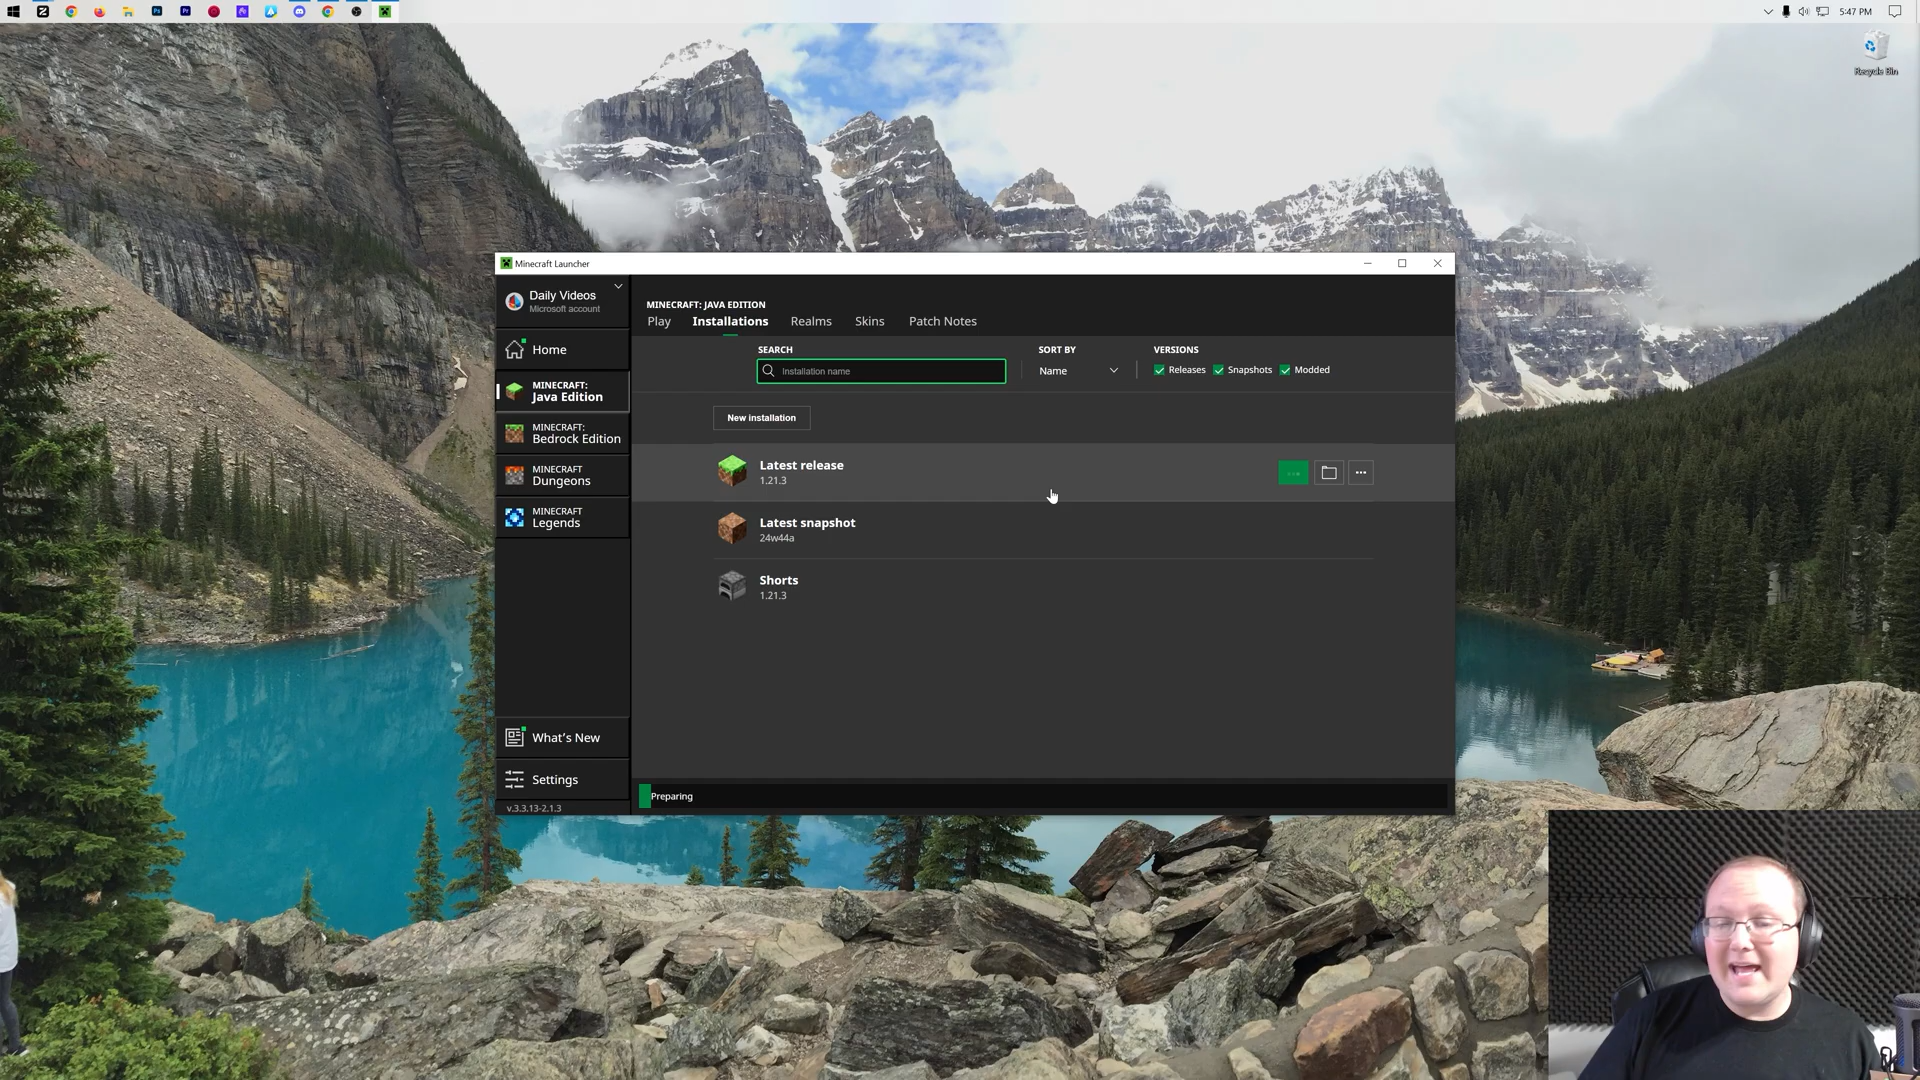 5:47 PM
Recycle Bin
Minecraft Launcher
Daily Videos
Microsoft account
Home
MINECRAFT:
Java Edition
MINECRAFT:
Bedrock Edition
MINECRAFT
Dungeons
MINECRAFT
Legends
What's New
Settings
v.3.3.13-2.1.3
MINECRAFT: JAVA EDITION
Play Installations Realms Skins Patch Notes
SEARCH SORT BY VERSIONS
Installation name Name Releases Snapshots Modded
New installation
Latest release
1.21.3
Latest snapshot
24w44a
Shorts
1.21.3
Preparing